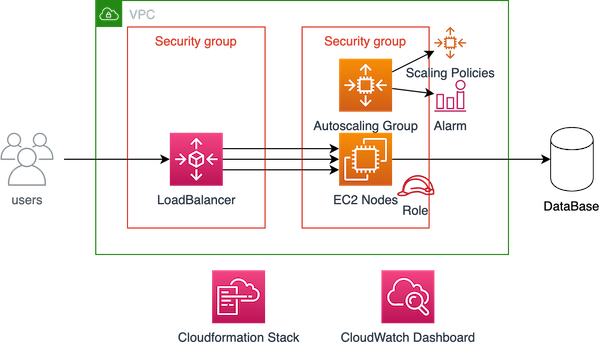 VPC
Security group
Security group
Scaling Policies
Autoscaling Group
Alarm
users
LoadBalancer
EC2 Nodes
Role
DataBase
Cloudformation Stack
CloudWatch Dashboard